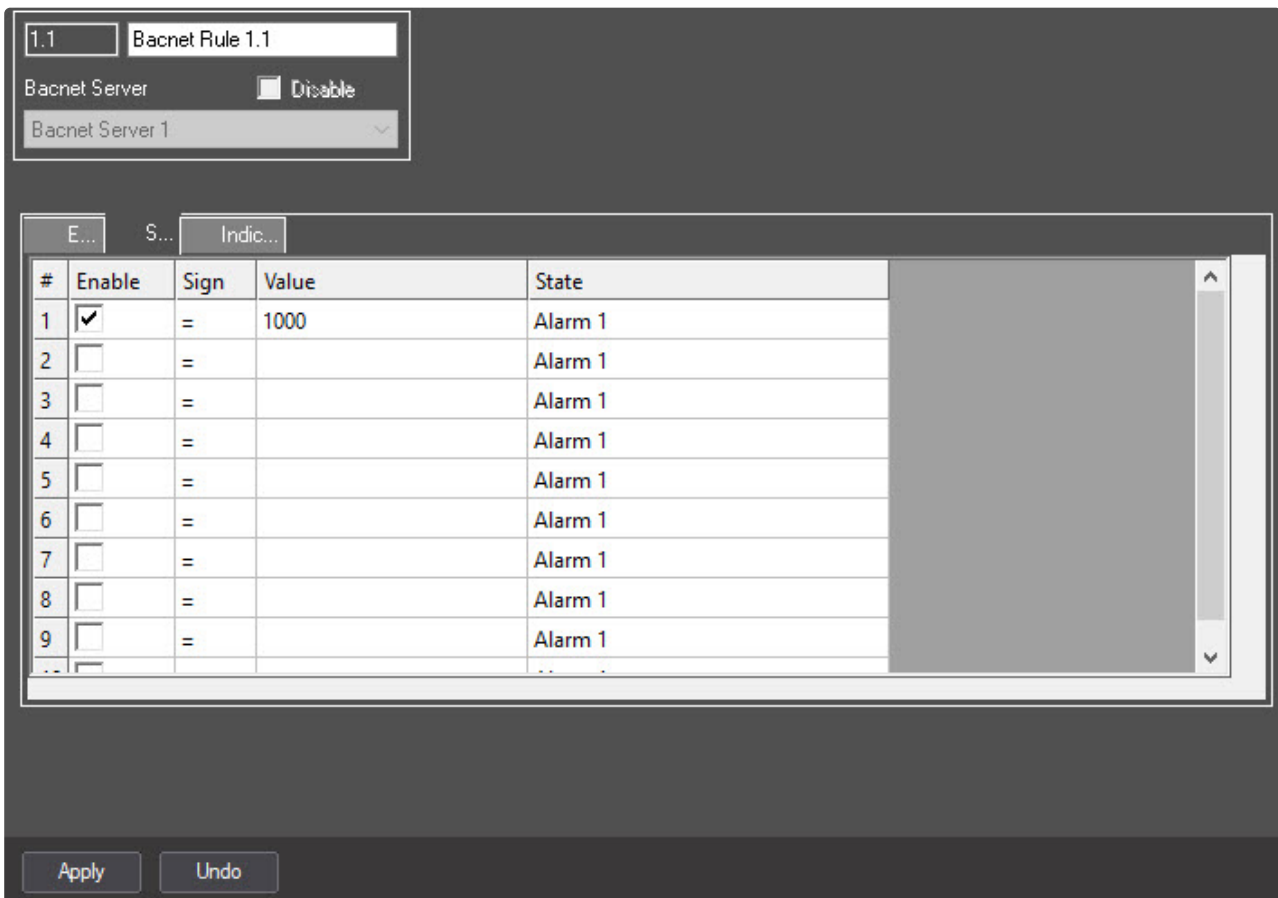 1.1 Bacnet Rule 1.1
Bacnet Server Disable
Bacnet Server 1
E... S... Indic...
# Enable Sign Value State
1 = 1000 Alarm 1
2 = Alarm 1
3 = Alarm 1
4 = Alarm 1
5 = Alarm 1
6 = Alarm 1
7 = Alarm 1
8 = Alarm 1
9 = Alarm 1
Apply Undo